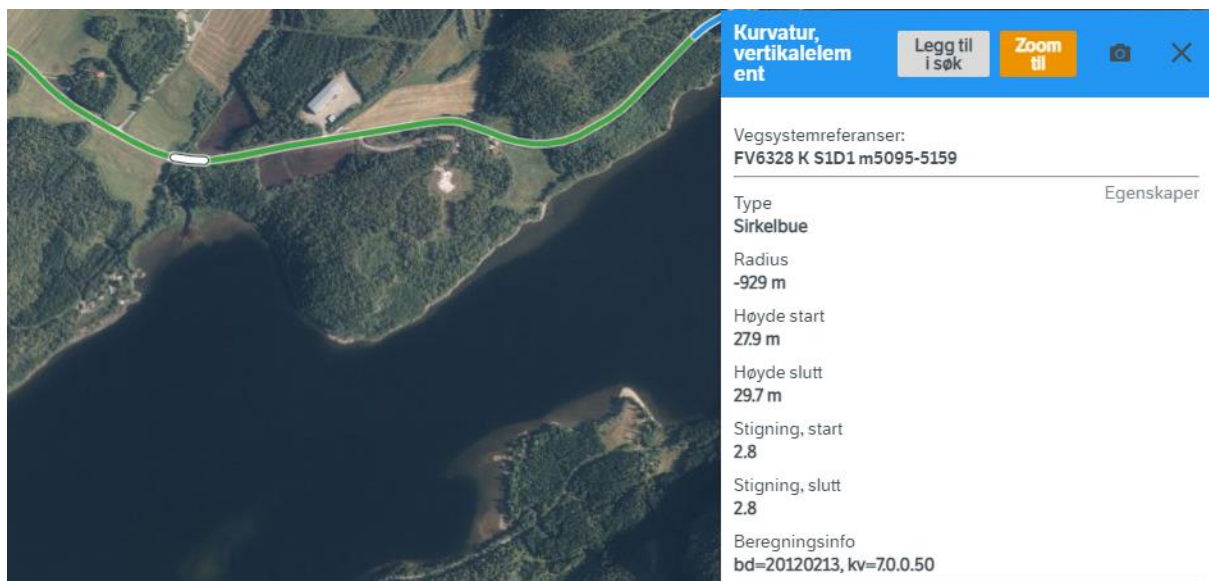 Kurvatur,
vertikalelem
ent
Legg til
i søk
Zoom
til
Vegsystemreferanser:
FV6328 K S1D1 m5095-5159
Egenskaper
Type
Sirkelbue
Radius
-929 m
Høyde start
27.9 m
Høyde slutt
29.7 m
Stigning, start
2.8
Stigning, slutt
2.8
Beregningsinfo
bd=20120213, kv=7.0.0.50